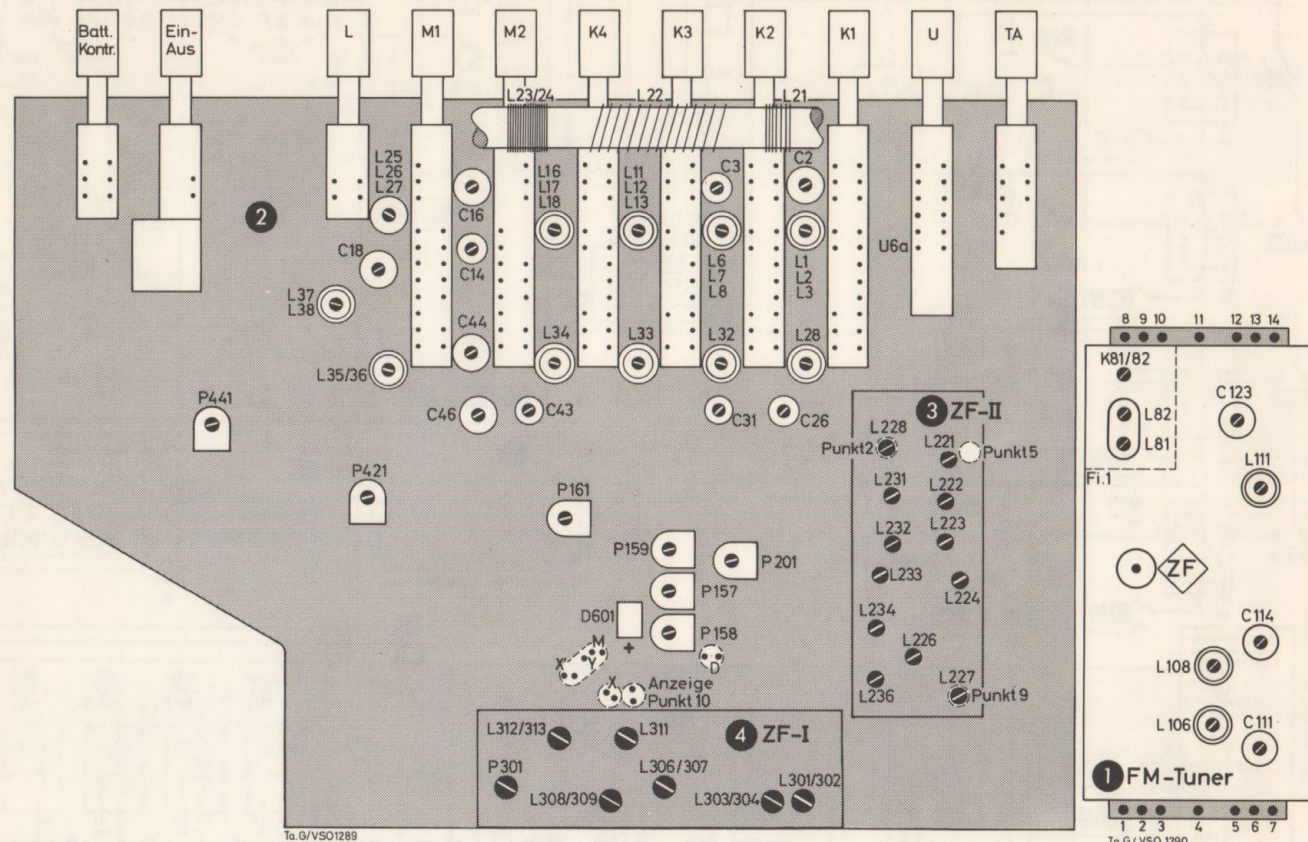 Batt. Kontr.
Ein-Aus
L
M1
M2
K4
K3
K2
K1
U
TA
L23/24
L22
L21
L25
L26
L27
C16
L16
L17
L18
L11
L12
L13
C3
C2
2
C18
C14
L6
L7
L8
L1
L2
L3
U6a
L37
L38
C44
L34
L33
L32
L28
L35/36
P441
C46
C43
C31
C26
P421
P161
P159
P201
P157
D601
P158
+
M
X
Y
D
X
Anzeige
Punkt 10
3 ZF-II
L228
Punkt 2
L221
Punkt 5
L231
L222
L232
L223
L233
L224
L234
L226
L236
L227
Punkt 9
4 ZF-I
L312/313
L311
P301
L306/307
L301/302
L308/309
L303/304
Ta.G/VSO1289
8 9 10 11 12 13 14
K81/82
C123
L82
L81
L111
Fi.1
ZF
C114
L108
L106
C111
1 FM-Tuner
1 2 3 4 5 6 7
Ta.G/VSO 1290